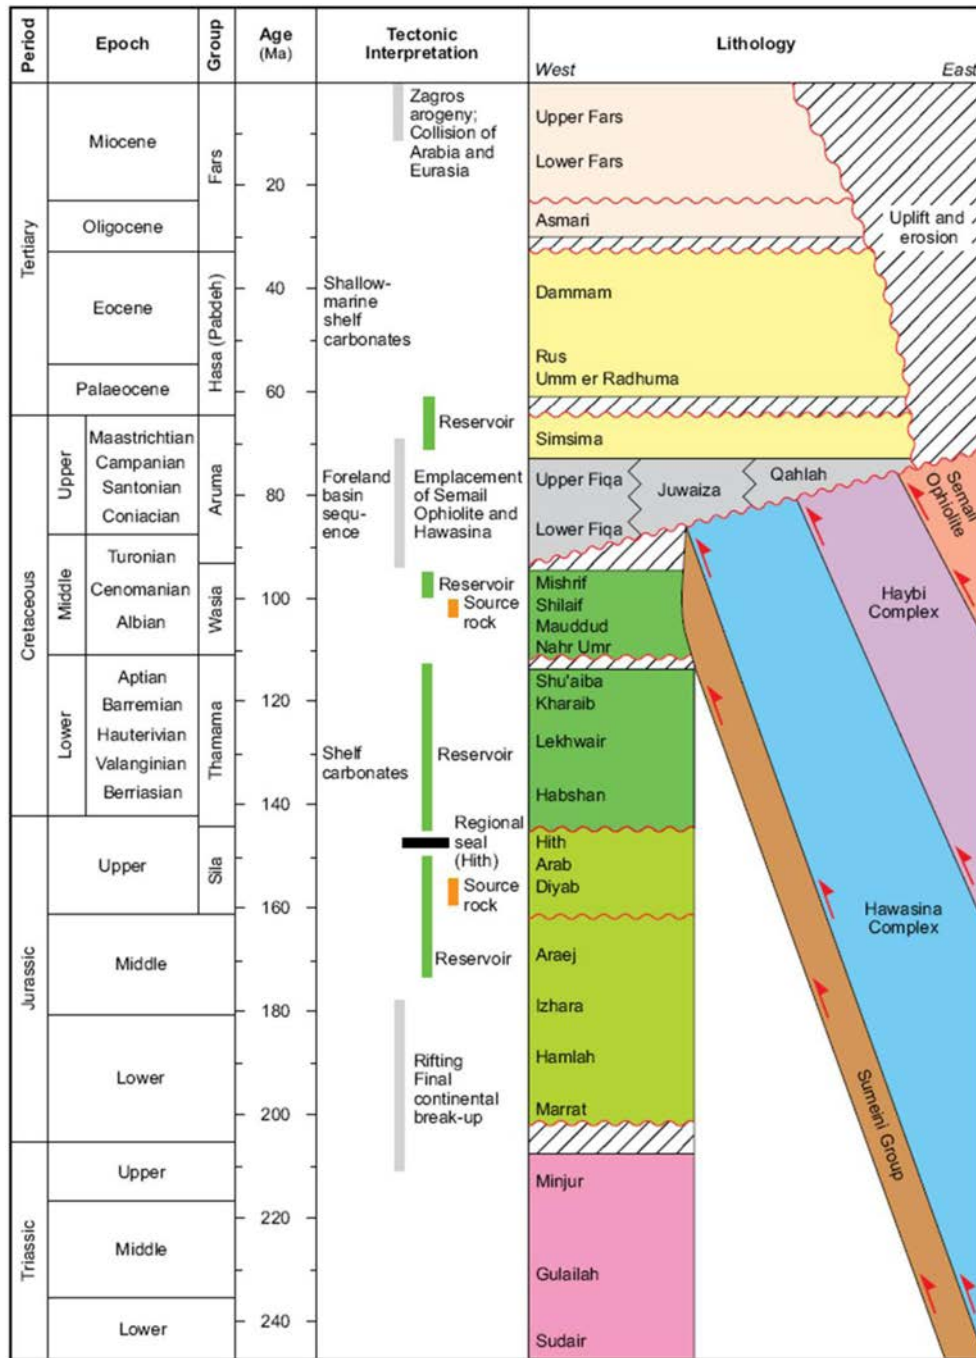 Period
Epoch
Group
Age
(Ma)
Tectonic
Interpretation
Lithology
West
East
Tertiary
Miocene
Oligocene
Eocene
Palaeocene
Cretaceous
Upper
Maastrichtian
Campanian
Santonian
Coniacian
Middle
Turonian
Cenomanian
Albian
Lower
Aptian
Barremian
Hauterivian
Valanginian
Berriasian
Jurassic
Upper
Middle
Lower
Triassic
Upper
Middle
Lower
Fars
Hasa (Pabdeh)
Aruma
Wasia
Thamama
Sila
20
40
60
80
100
120
140
160
180
200
220
240
Zagros
arogeny;
Collision of
Arabia and
Eurasia
Shallow-
marine
shelf
carbonates
Reservoir
Foreland
basin
sequ-
ence
Emplacement
of Semail
Ophiolite and
Hawasina
Reservoir
Source
rock
Shelf
carbonates
Reservoir
Regional
seal
(Hith)
Source
rock
Reservoir
Rifting
Final
continental
break-up
Upper Fars
Lower Fars
Asmari
Uplift and
erosion
Dammam
Rus
Umm er Radhuma
Simsima
Upper Fiqa
Lower Fiqa
Juwaiza
Qahlah
Semail
Ophiolite
Mishrif
Shilaif
Mauddud
Nahr Umr
Haybi
Complex
Shu'aiba
Kharaib
Lekhwair
Habshan
Hith
Arab
Diyab
Hawasina
Complex
Araej
Izhara
Hamlah
Marrat
Sumeini Group
Minjur
Gulailah
Sudair